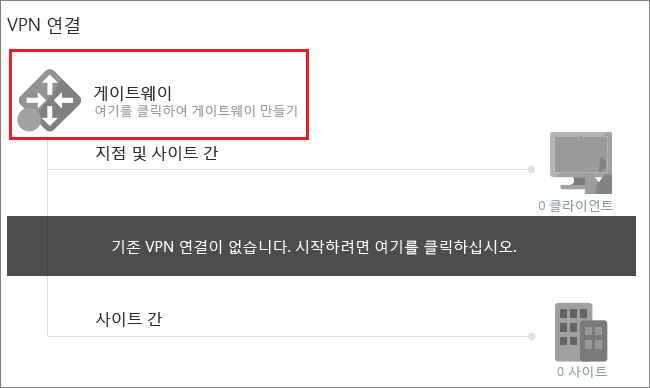 VPN 연결
게이트웨이
여기를 클릭하여 게이트웨이 만들기
지점 및 사이트 간
0 클라이언트
기존 VPN 연결이 없습니다. 시작하려면 여기를 클릭하십시오.
사이트 간
0 사이트